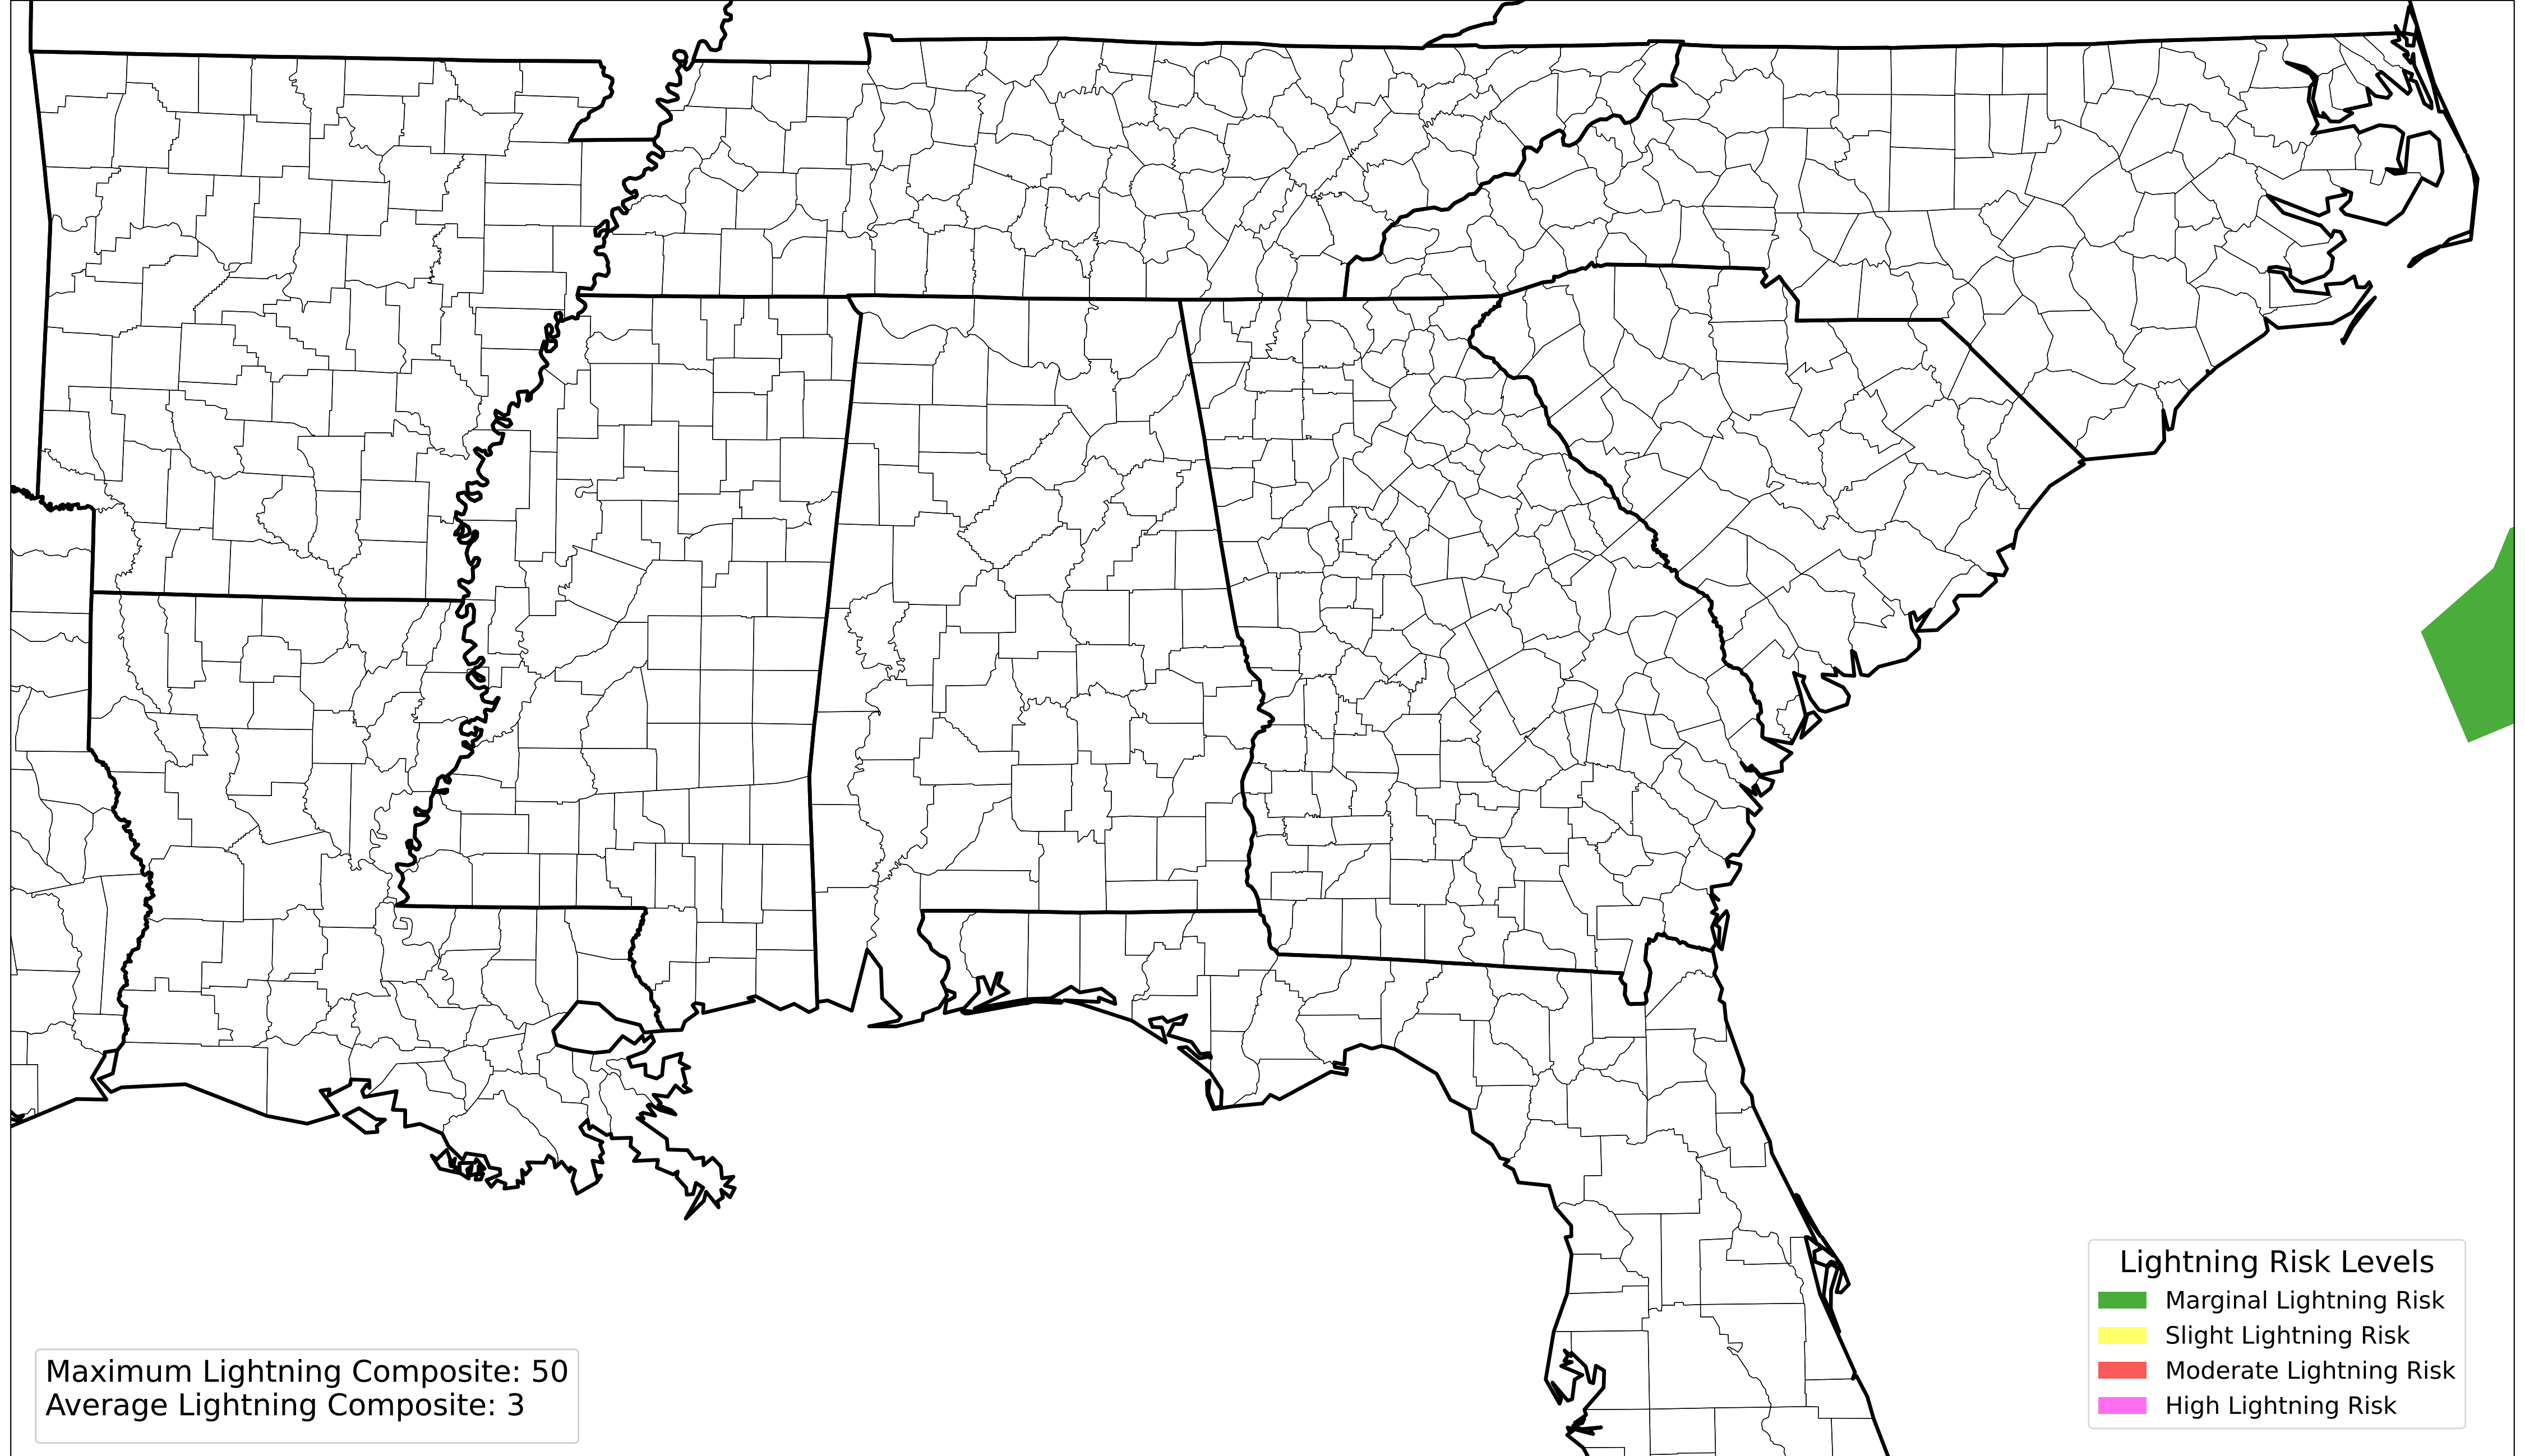 Maximum Lightning Composite: 50
Average Lightning Composite: 3
Lightning Risk Levels
Marginal Lightning Risk
Slight Lightning Risk
Moderate Lightning Risk
High Lightning Risk